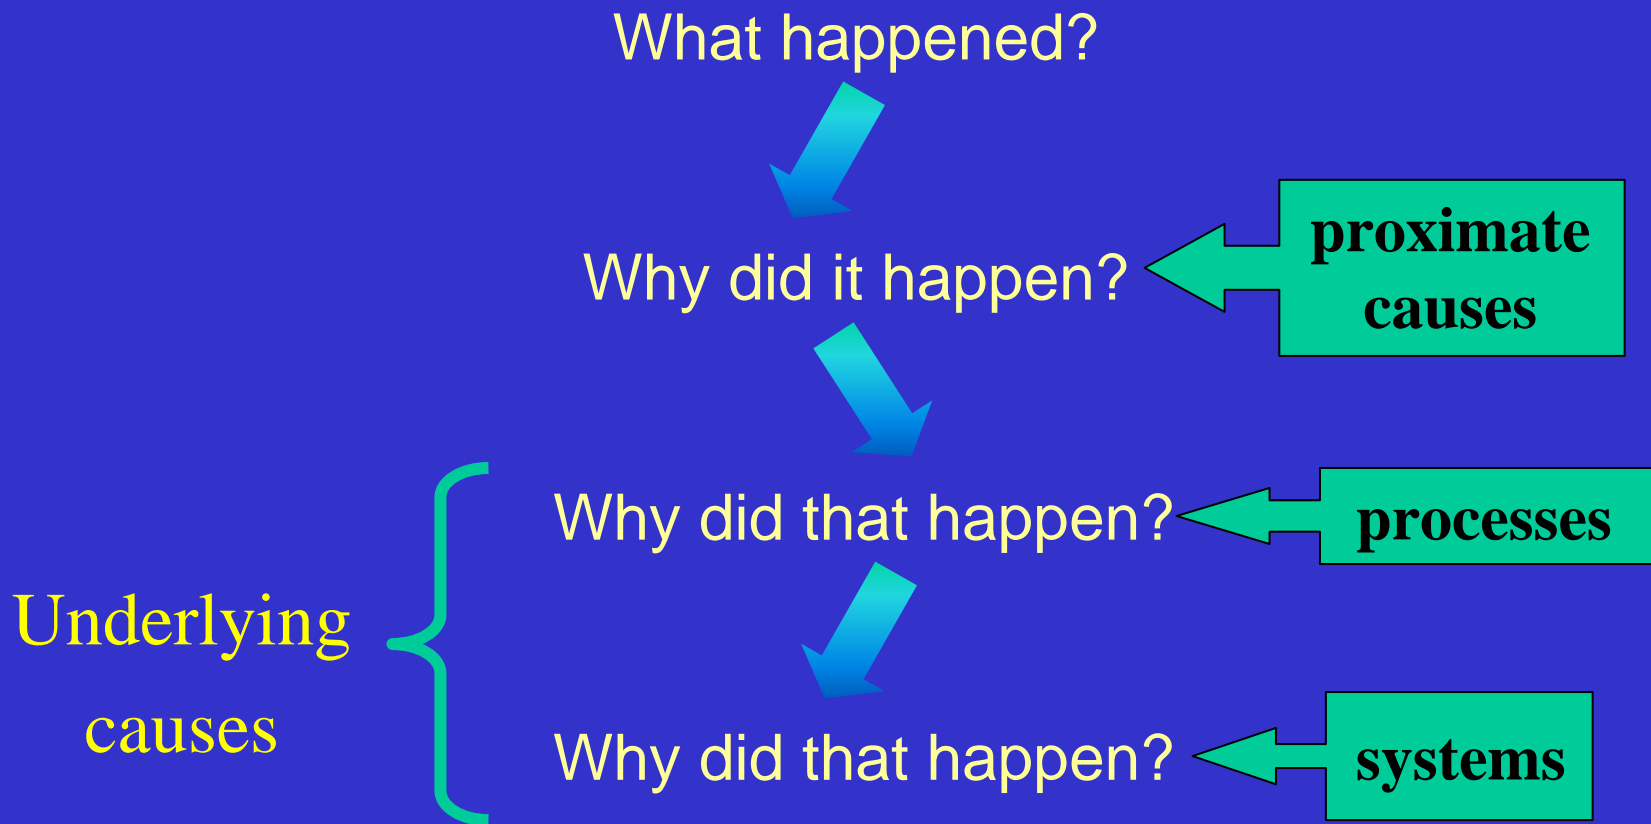 What happened?
Why did it happen?
proximate
causes
Why did that happen?
processes
Underlying
causes
Why did that happen?
systems